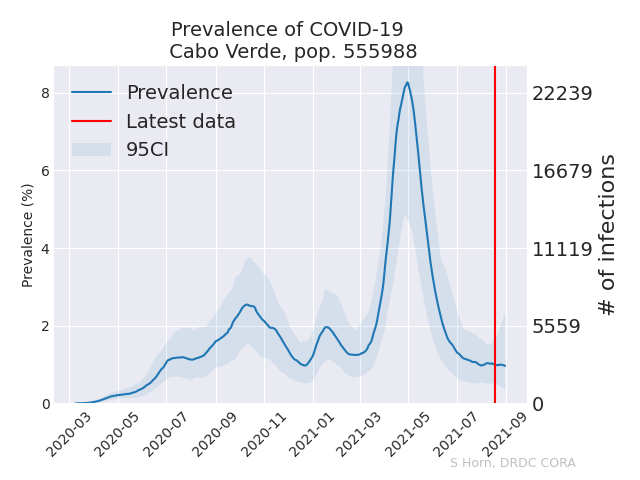 Prevalence of COVID-19
Cabo Verde, pop. 555988
Prevalence
Latest data
95CI
Prevalence (%)
8
6
4
2
0
22239
16679
11119
5559
0
# of infections
2020-03
2020-05
2020-07
2020-09
2020-11
2021-01
2021-03
2021-05
2021-07
2021-09
S Horn, DRDC CORA